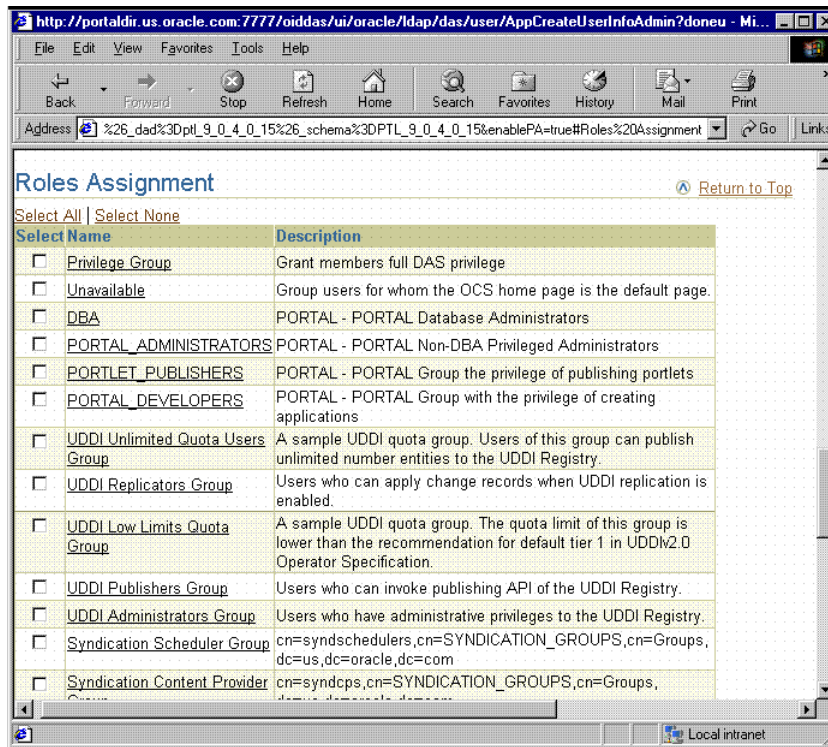 http://portaldir.us.oracle.com:7777/oiddas/ui/oracle/ldap/das/user/AppCreateUserInfoAdmin?doneu - Mi...
File Edit View Favorites Tools Help
Back Forward Stop Refresh Home Search Favorites History Mail Print
Address %26_dad%3Dptl_9_0_4_0_15%26_schema%3DPTL_9_0_4_0_15&enablePA=true#Roles%20Assignment Go Links
Roles Assignment Return to Top
Select All | Select None
Select Name Description
Privilege Group Grant members full DAS privilege
Unavailable Group users for whom the OCS home page is the default page.
DBA PORTAL - PORTAL Database Administrators
PORTAL_ADMINISTRATORS PORTAL - PORTAL Non-DBA Privileged Administrators
PORTLET_PUBLISHERS PORTAL - PORTAL Group the privilege of publishing portlets
PORTAL_DEVELOPERS PORTAL - PORTAL Group with the privilege of creating
applications
UDDI Unlimited Quota Users A sample UDDI quota group. Users of this group can publish
Group unlimited number entities to the UDDI Registry.
UDDI Replicators Group Users who can apply change records when UDDI replication is
enabled.
UDDI Low Limits Quota A sample UDDI quota group. The quota limit of this group is
Group lower than the recommendation for default tier 1 in UDDIv2.0
Operator Specification.
UDDI Publishers Group Users who can invoke publishing API of the UDDI Registry.
UDDI Administrators Group Users who have administrative privileges to the UDDI Registry.
Syndication Scheduler Group cn=syndschedulers,cn=SYNDICATION_GROUPS,cn=Groups,
dc=us,dc=oracle,dc=com
Syndication Content Provider cn=syndcps,cn=SYNDICATION_GROUPS,cn=Groups,
Local intranet